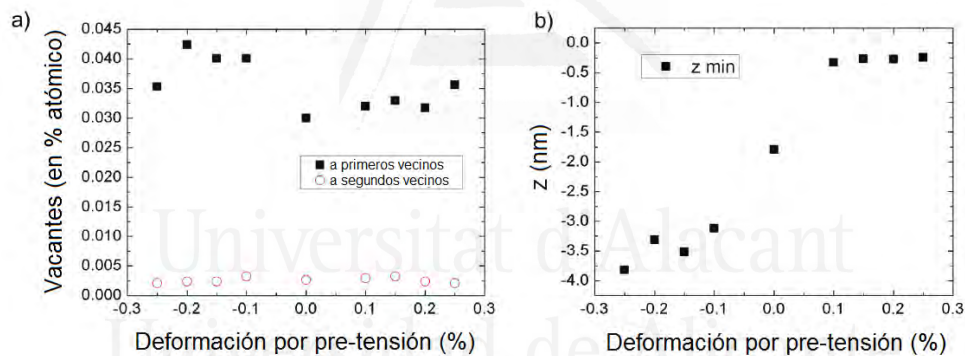 a)
Vacantes (en % atómico)
0.045
0.040
0.035
0.030
0.025
0.020
0.015
0.010
0.005
0.000
■ a primeros vecinos
○ a segundos vecinos
-0.3 -0.2 -0.1 0.0 0.1 0.2 0.3
Deformación por pre-tensión (%)
b)
z (nm)
0.0
-0.5
-1.0
-1.5
-2.0
-2.5
-3.0
-3.5
-4.0
■ z min
-0.3 -0.2 -0.1 0.0 0.1 0.2 0.3
Deformación por pre-tensión (%)
Universitat d'Alacant
Universidad de Alicante